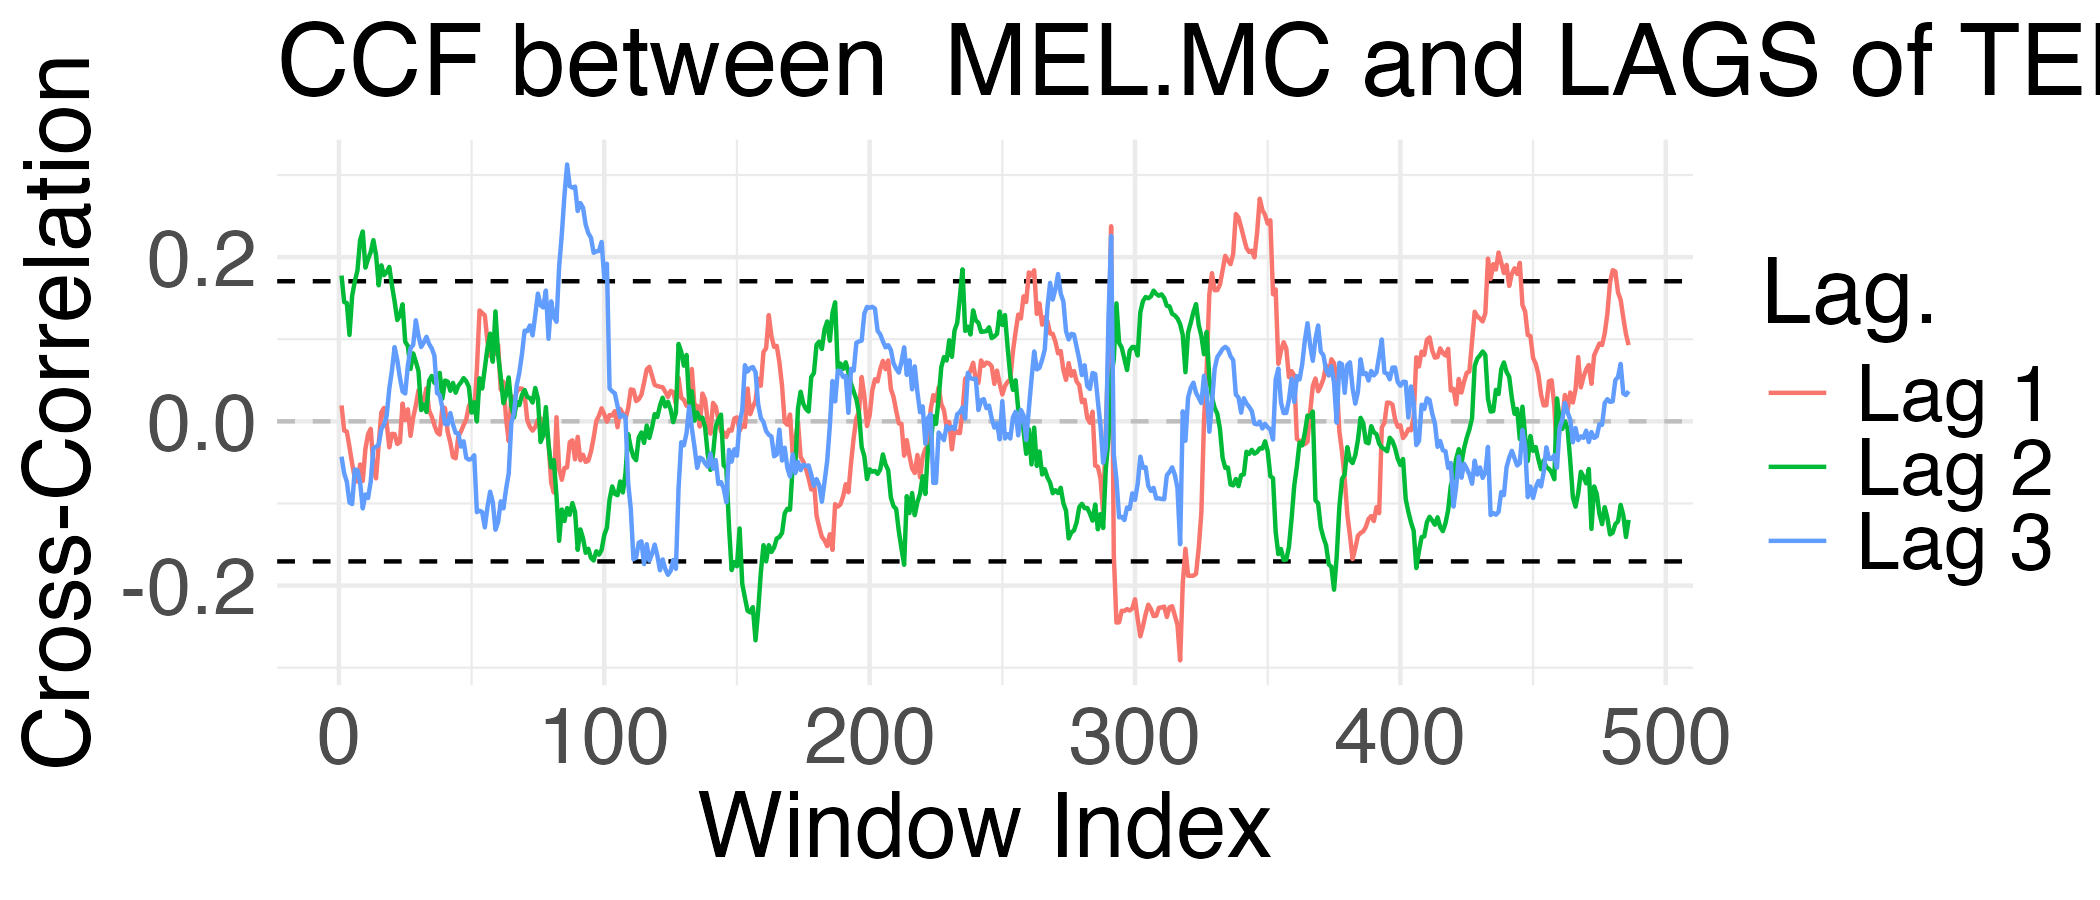 CCF between  MEL.MC and LAGS of
Cross-Correlation
0.2
0.0
-0.2
0
100
200
300
400
500
Window Index
Lag.
Lag 1
Lag 2
Lag 3